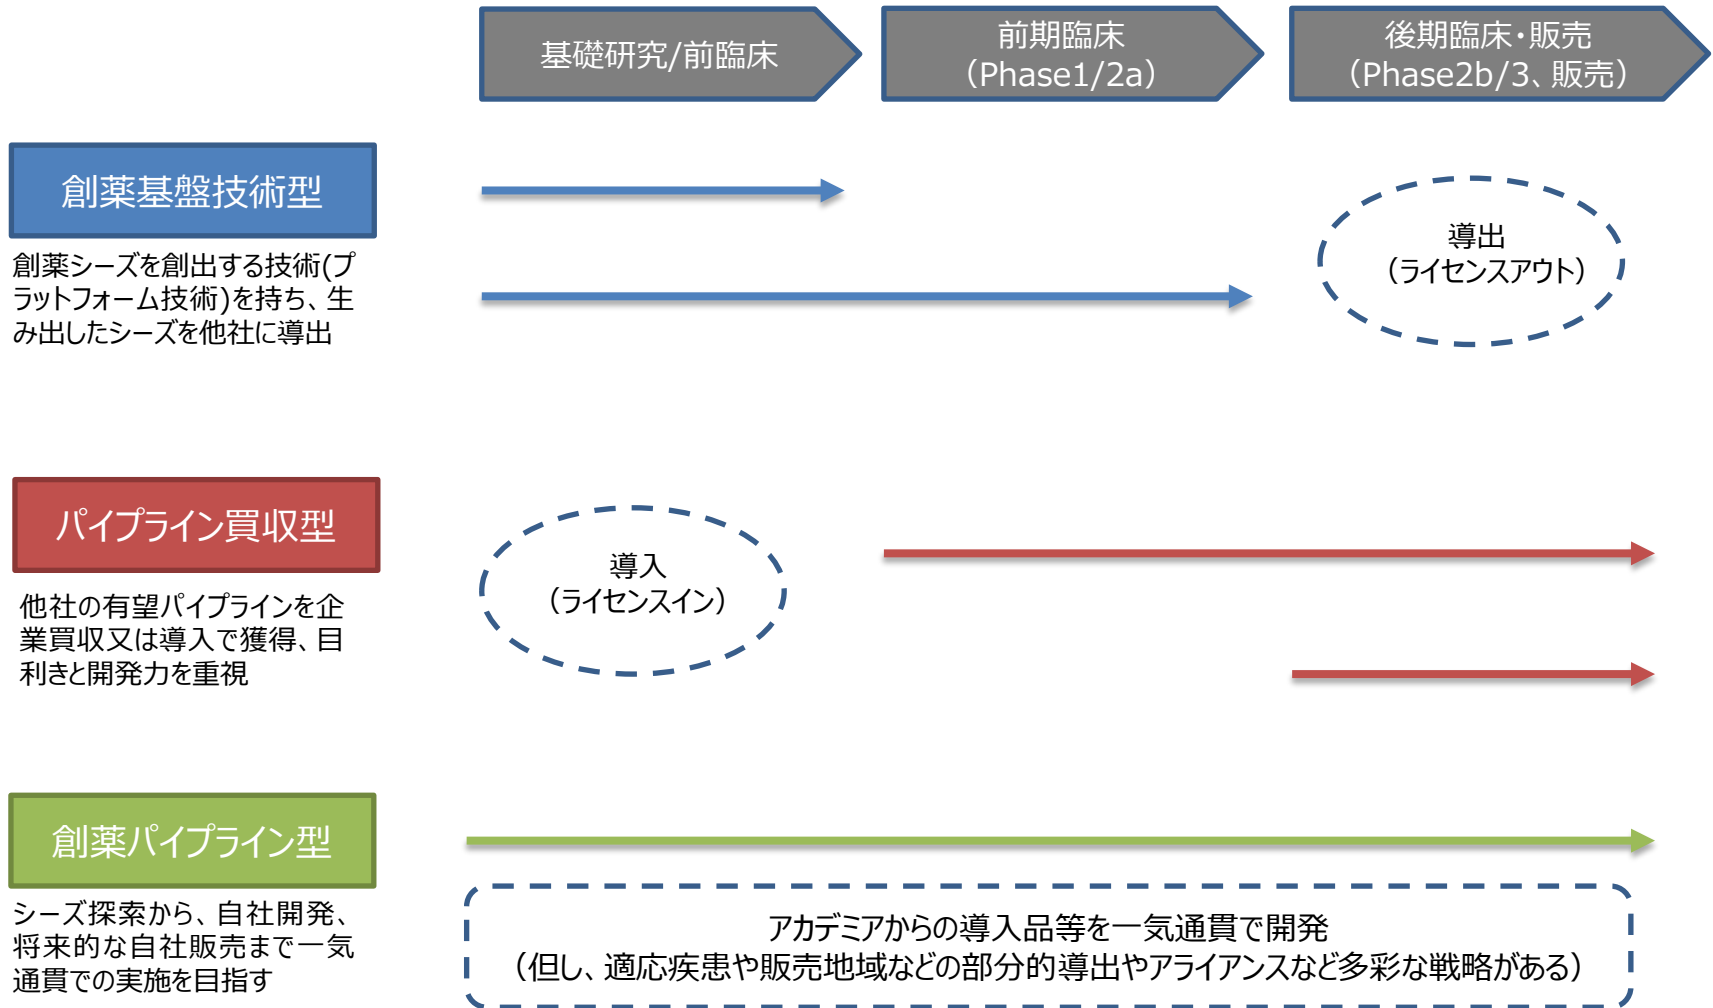 基礎研究/前臨床
前期臨床
（Phase1/2a）
後期臨床・販売
（Phase2b/3、販売）
創薬基盤技術型
創薬シーズを創出する技術(プ
ラットフォーム技術)を持ち、生
み出したシーズを他社に導出
導出
（ライセンスアウト）
パイプライン買収型
他社の有望パイプラインを企
業買収又は導入で獲得、目
利きと開発力を重視
導入
（ライセンスイン）
創薬パイプライン型
シーズ探索から、自社開発、
将来的な自社販売まで一気
通貫での実施を目指す
アカデミアからの導入品等を一気通貫で開発
（但し、適応疾患や販売地域などの部分的導出やアライアンスなど多彩な戦略がある）